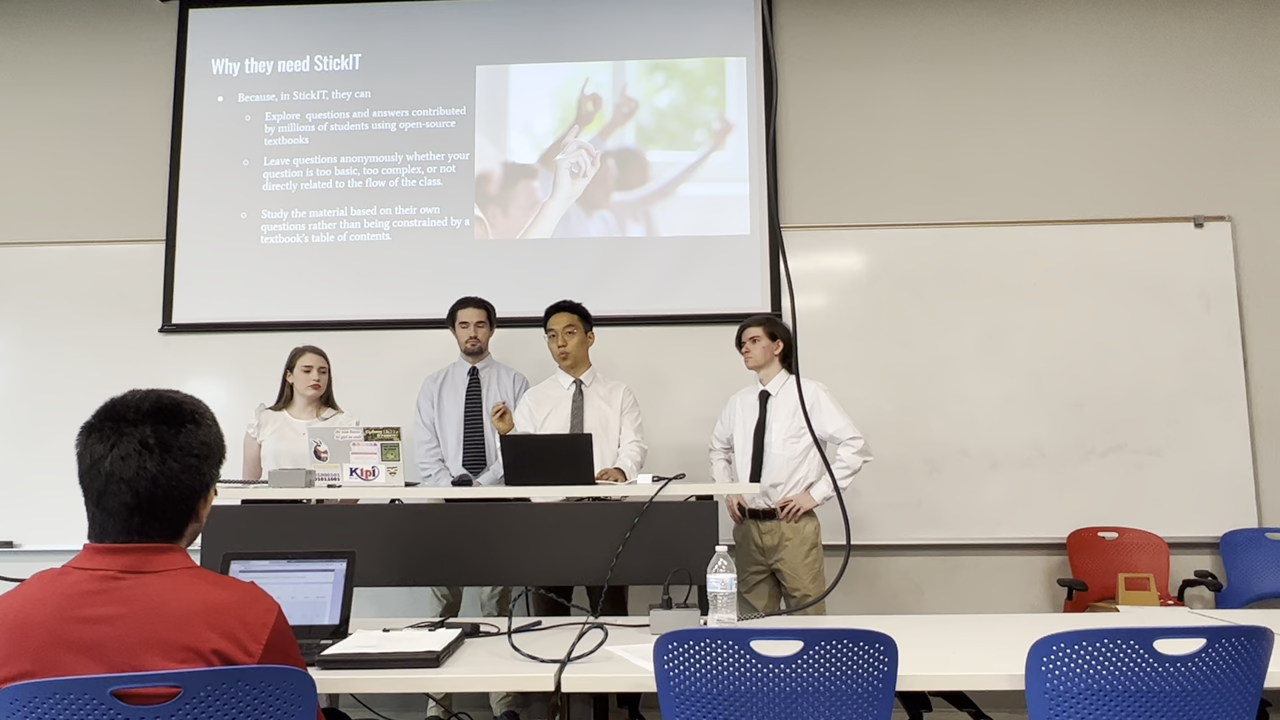 Why they need StickIT
Because, in StickIT, they can
Explore questions and answers contributed
by millions of students using open-source
textbooks
Leave questions anonymously whether your
question is too basic, too complex, or not
directly related to the flow of the class.
Study the material based on their own
questions rather than being constrained by a
textbook's table of contents.
Kipi